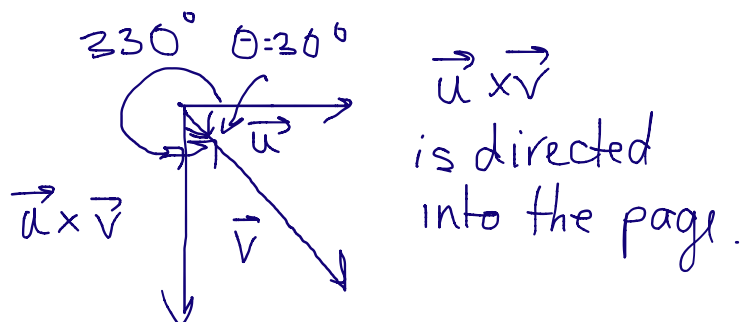 330° θ=30°
→u × →v
is directed
into the page.
→u
→u × →v
→v